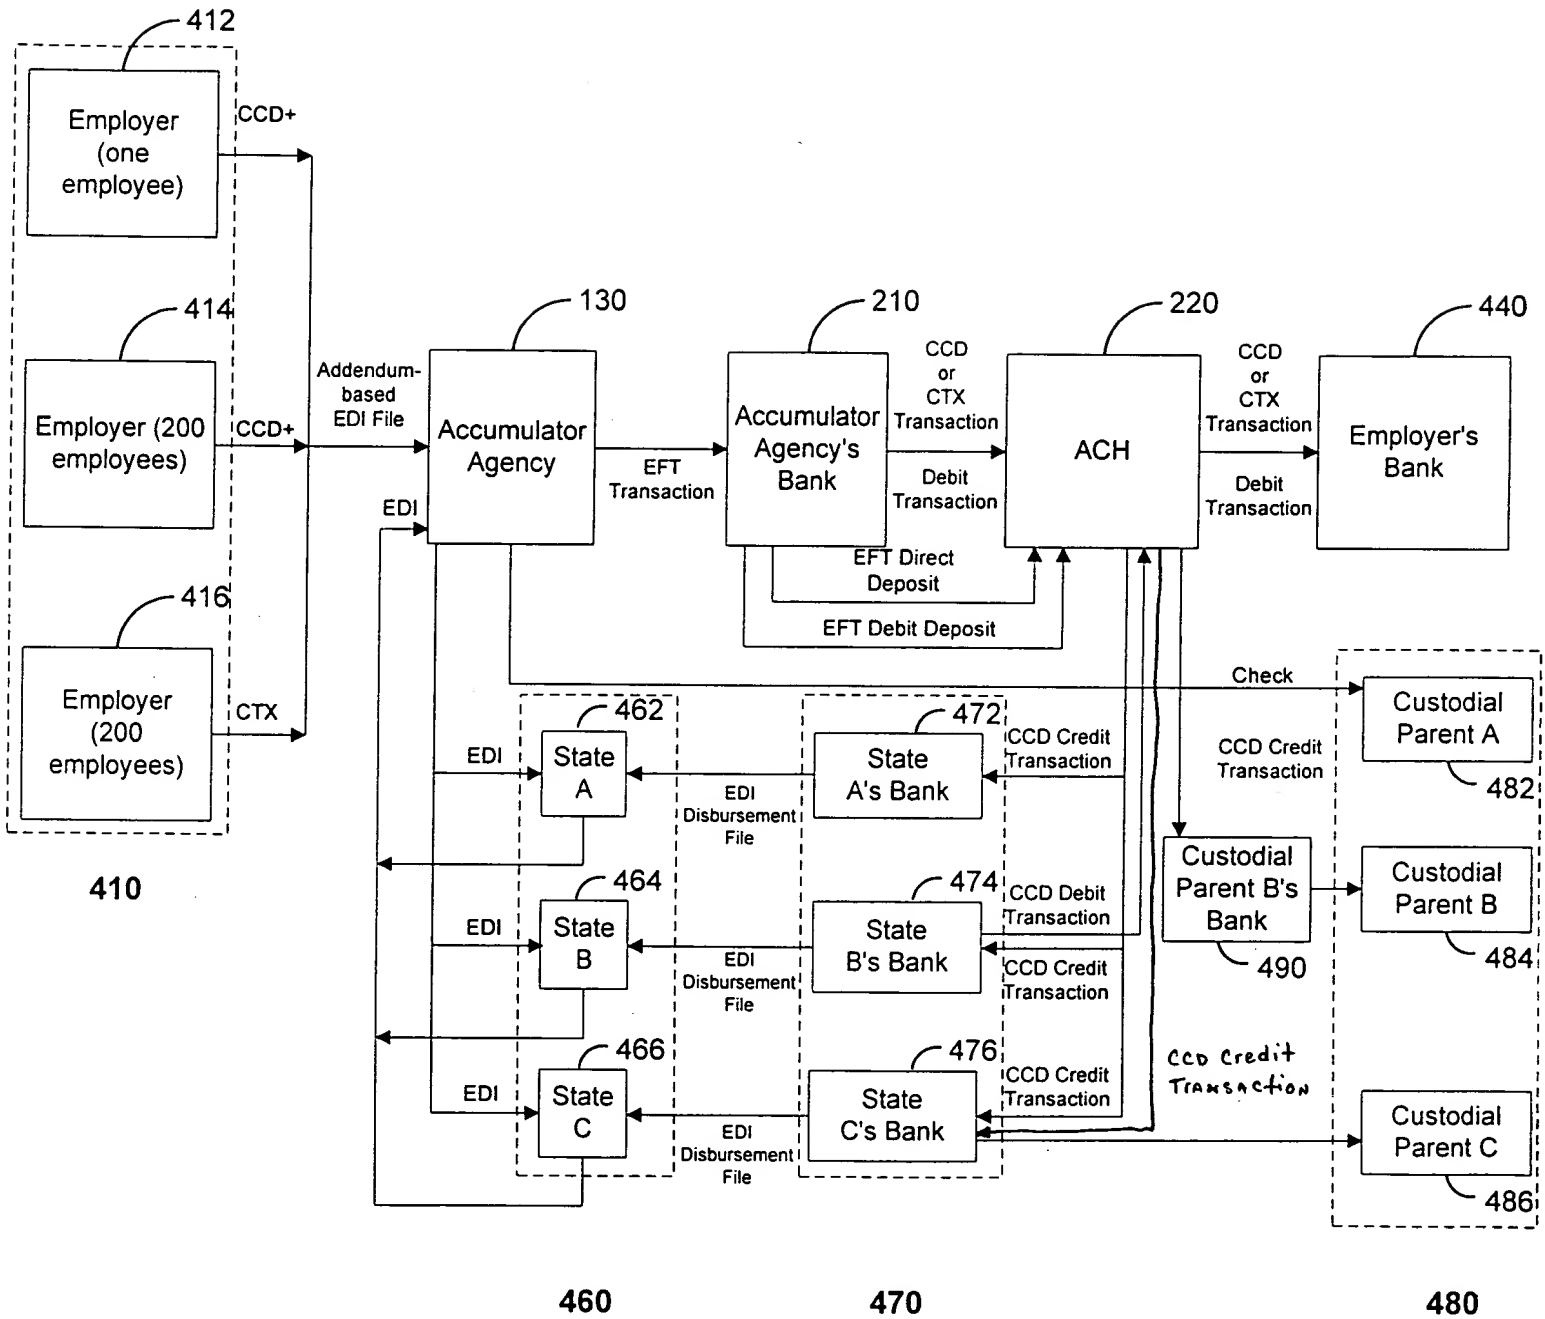 412
Employer
(one
employee)
CCD+
414
Employer (200
employees)
CCD+
416
Employer
(200
employees)
CTX
410
Addendum-
based
EDI File
EDI
130
Accumulator
Agency
EFT
Transaction
210
Accumulator
Agency's
Bank
CCD
or
CTX
Transaction
Debit
Transaction
220
ACH
CCD
or
CTX
Transaction
Debit
Transaction
440
Employer's
Bank
EFT Direct
Deposit
EFT Debit Deposit
Check
462
State
A
EDI
EDI
Disbursement
File
472
State
A's Bank
CCD Credit
Transaction
CCD Credit
Transaction
Custodial
Parent A
482
464
State
B
EDI
EDI
Disbursement
File
474
State
B's Bank
CCD Debit
Transaction
CCD Credit
Transaction
Custodial
Parent B's
Bank
490
Custodial
Parent B
484
466
State
C
EDI
EDI
Disbursement
File
476
State
C's Bank
CCD Credit
Transaction
CCD Credit
TRANSACTION
Custodial
Parent C
486
460
470
480